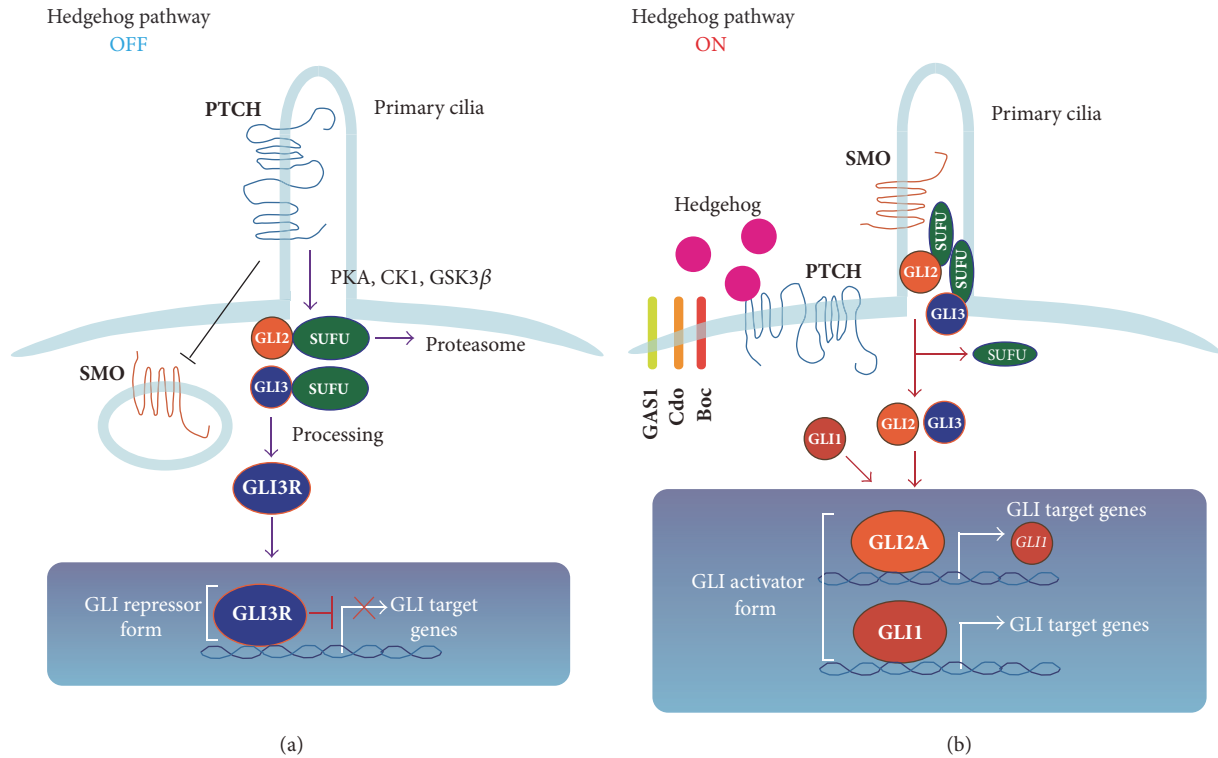 Hedgehog pathway
OFF
PTCH
Primary cilia
PKA, CK1, GSK3β
GLI2
SUFU
Proteasome
SMO
GLI3
SUFU
Processing
GLI3R
GLI repressor
form
GLI3R
GLI target
genes
(a)
Hedgehog pathway
ON
Primary cilia
SMO
Hedgehog
SUFU
SUFU
GLI2
PTCH
GLI3
SUFU
GAS1
Cdo
Boc
GLI1
GLI2
GLI3
GLI target genes
GLI2A
GLI1
GLI activator
form
GLI1
GLI target genes
(b)